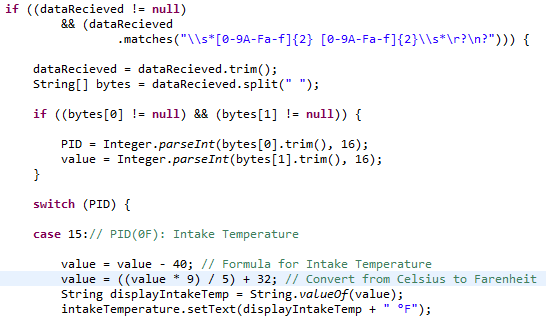 if ((dataRecieved != null)
&& (dataRecieved
.matches("\\s*[0-9A-Fa-f]{2} [0-9A-Fa-f]{2}\\s*\r?\n?"))) {
dataRecieved = dataRecieved.trim();
String[] bytes = dataRecieved.split(" ");
if ((bytes[0] != null) && (bytes[1] != null)) {
PID = Integer.parseInt(bytes[0].trim(), 16);
value = Integer.parseInt(bytes[1].trim(), 16);
}
switch (PID) {
case 15:// PID(0F): Intake Temperature
value = value - 40; // Formula for Intake Temperature
value = ((value * 9) / 5) + 32; // Convert from Celsius to Farenheit
String displayIntakeTemp = String.valueOf(value);
intakeTemperature.setText(displayIntakeTemp + " °F");